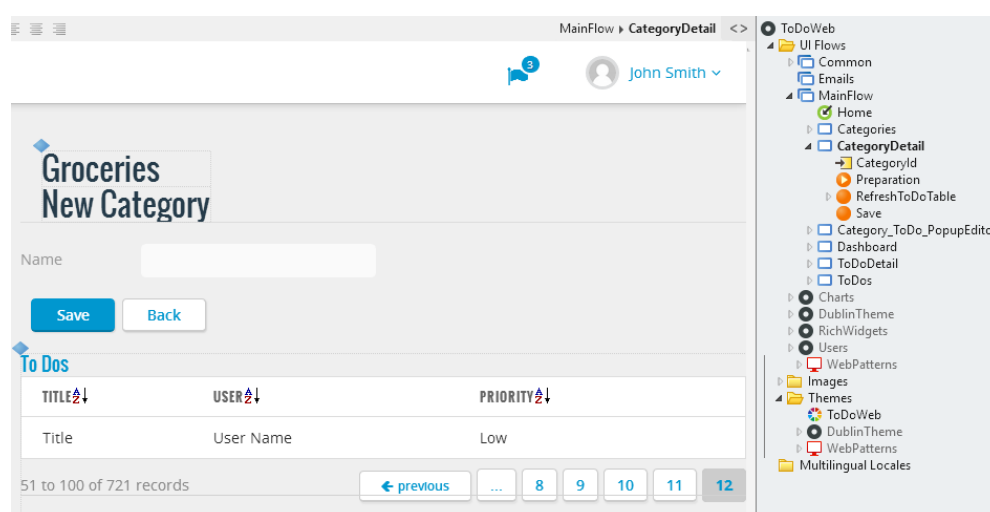 MainFlow ▸ CategoryDetail <>
3
John Smith
Groceries
New Category
Name
Save Back
To Dos
TITLE USER PRIORITY
Title User Name Low
51 to 100 of 721 records
previous ... 8 9 10 11 12
ToDoWeb
UI Flows
Common
Emails
MainFlow
Home
Categories
CategoryDetail
CategoryId
Preparation
RefreshToDoTable
Save
Category_ToDo_PopupEdito
Dashboard
ToDoDetail
ToDos
Charts
DublinTheme
RichWidgets
Users
WebPatterns
Images
Themes
ToDoWeb
DublinTheme
WebPatterns
Multilingual Locales